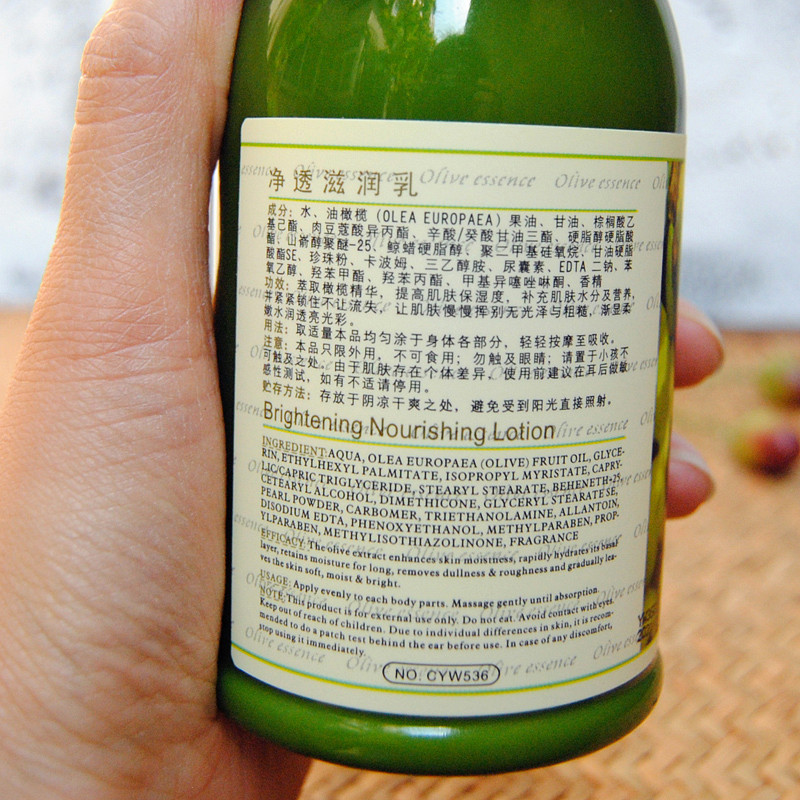 净透滋润乳
成分：水、油橄榄（OLEA EUROPAEA）果油、甘油、棕榈酸乙
基己酯、肉豆蔻酸异丙酯、辛酸/癸酸甘油三酯、硬脂醇硬脂酸
酯、山嵛醇聚醚-25、鲸蜡硬脂醇、聚二甲基硅氧烷、甘油硬脂
酸酯SE、珍珠粉、卡波姆、三乙醇胺、尿囊素、EDTA 二钠、苯
氧乙醇、羟苯甲酯、羟苯丙酯、甲基异噻唑啉酮、香精
功效：萃取橄榄精华，提高肌肤保湿度，补充肌肤水分及营养，
并紧紧锁住不让流失，让肌肤慢慢挥别无光泽与粗糙，渐显柔
嫩水润透亮光彩。
用法：取适量本品均匀涂于身体各部分，轻轻按摩至吸收。
注意：本品只限外用，不可食用；勿触及眼睛；请置于小孩不
可触及之处。由于肌肤存在个体差异，使用前建议在耳后做敏
感性测试，如有不适请停用。
贮存方法：存放于阴凉干爽之处，避免受到阳光直接照射。
Brightening Nourishing Lotion
INGREDIENT:AQUA, OLEA EUROPAEA (OLIVE) FRUIT OIL, GLYCE-
RIN, ETHYLHEXYL PALMITATE, ISOPROPYL MYRISTATE, CAPRY-
LIC/CAPRIC TRIGLYCERIDE, STEARYL STEARATE, BEHENETH-25,
CETEARYL ALCOHOL, DIMETHICONE, GLYCERYL STEARATE SE,
PEARL POWDER, CARBOMER, TRIETHANOLAMINE, ALLANTOIN,
DISODIUM EDTA, PHENOXYETHANOL, METHYLPARABEN, PROP-
YLPARABEN, METHYLISOTHIAZOLINONE, FRAGRANCE
EFFICACY: The olive extract enhances skin moistness, rapidly hydrates its basal
layer, retains moisture for long, removes dullness & roughness and gradually lea-
ves the skin soft, moist & bright.
USAGE: Apply evenly to each body parts. Massage gently until absorption.
NOTE: This product is for external use only. Do not eat. Avoid contact with eyes.
Keep out of reach of children. Due to individual differences in skin, it is recom-
mended to do a patch test behind the ear before use. In case of any discomfort,
stop using it immediately.
NO: CYW536